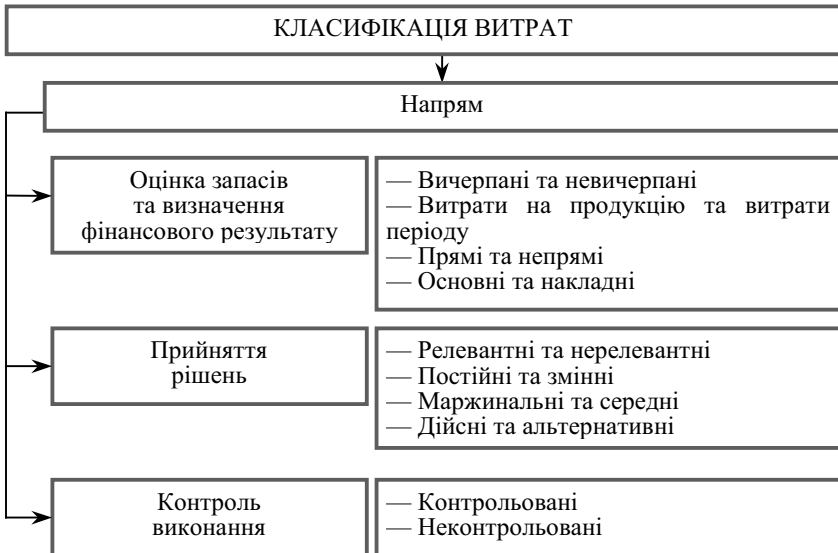 КЛАСИФІКАЦІЯ ВИТРАТ
Напрям
Оцінка запасів
та визначення
фінансового результату
— Вичерпані та невичерпані
— Витрати на продукцію та витрати
періоду
— Прямі та непрямі
— Основні та накладні
Прийняття
рішень
— Релевантні та нерелевантні
— Постійні та змінні
— Маржинальні та середні
— Дійсні та альтернативні
Контроль
виконання
— Контрольовані
— Неконтрольовані